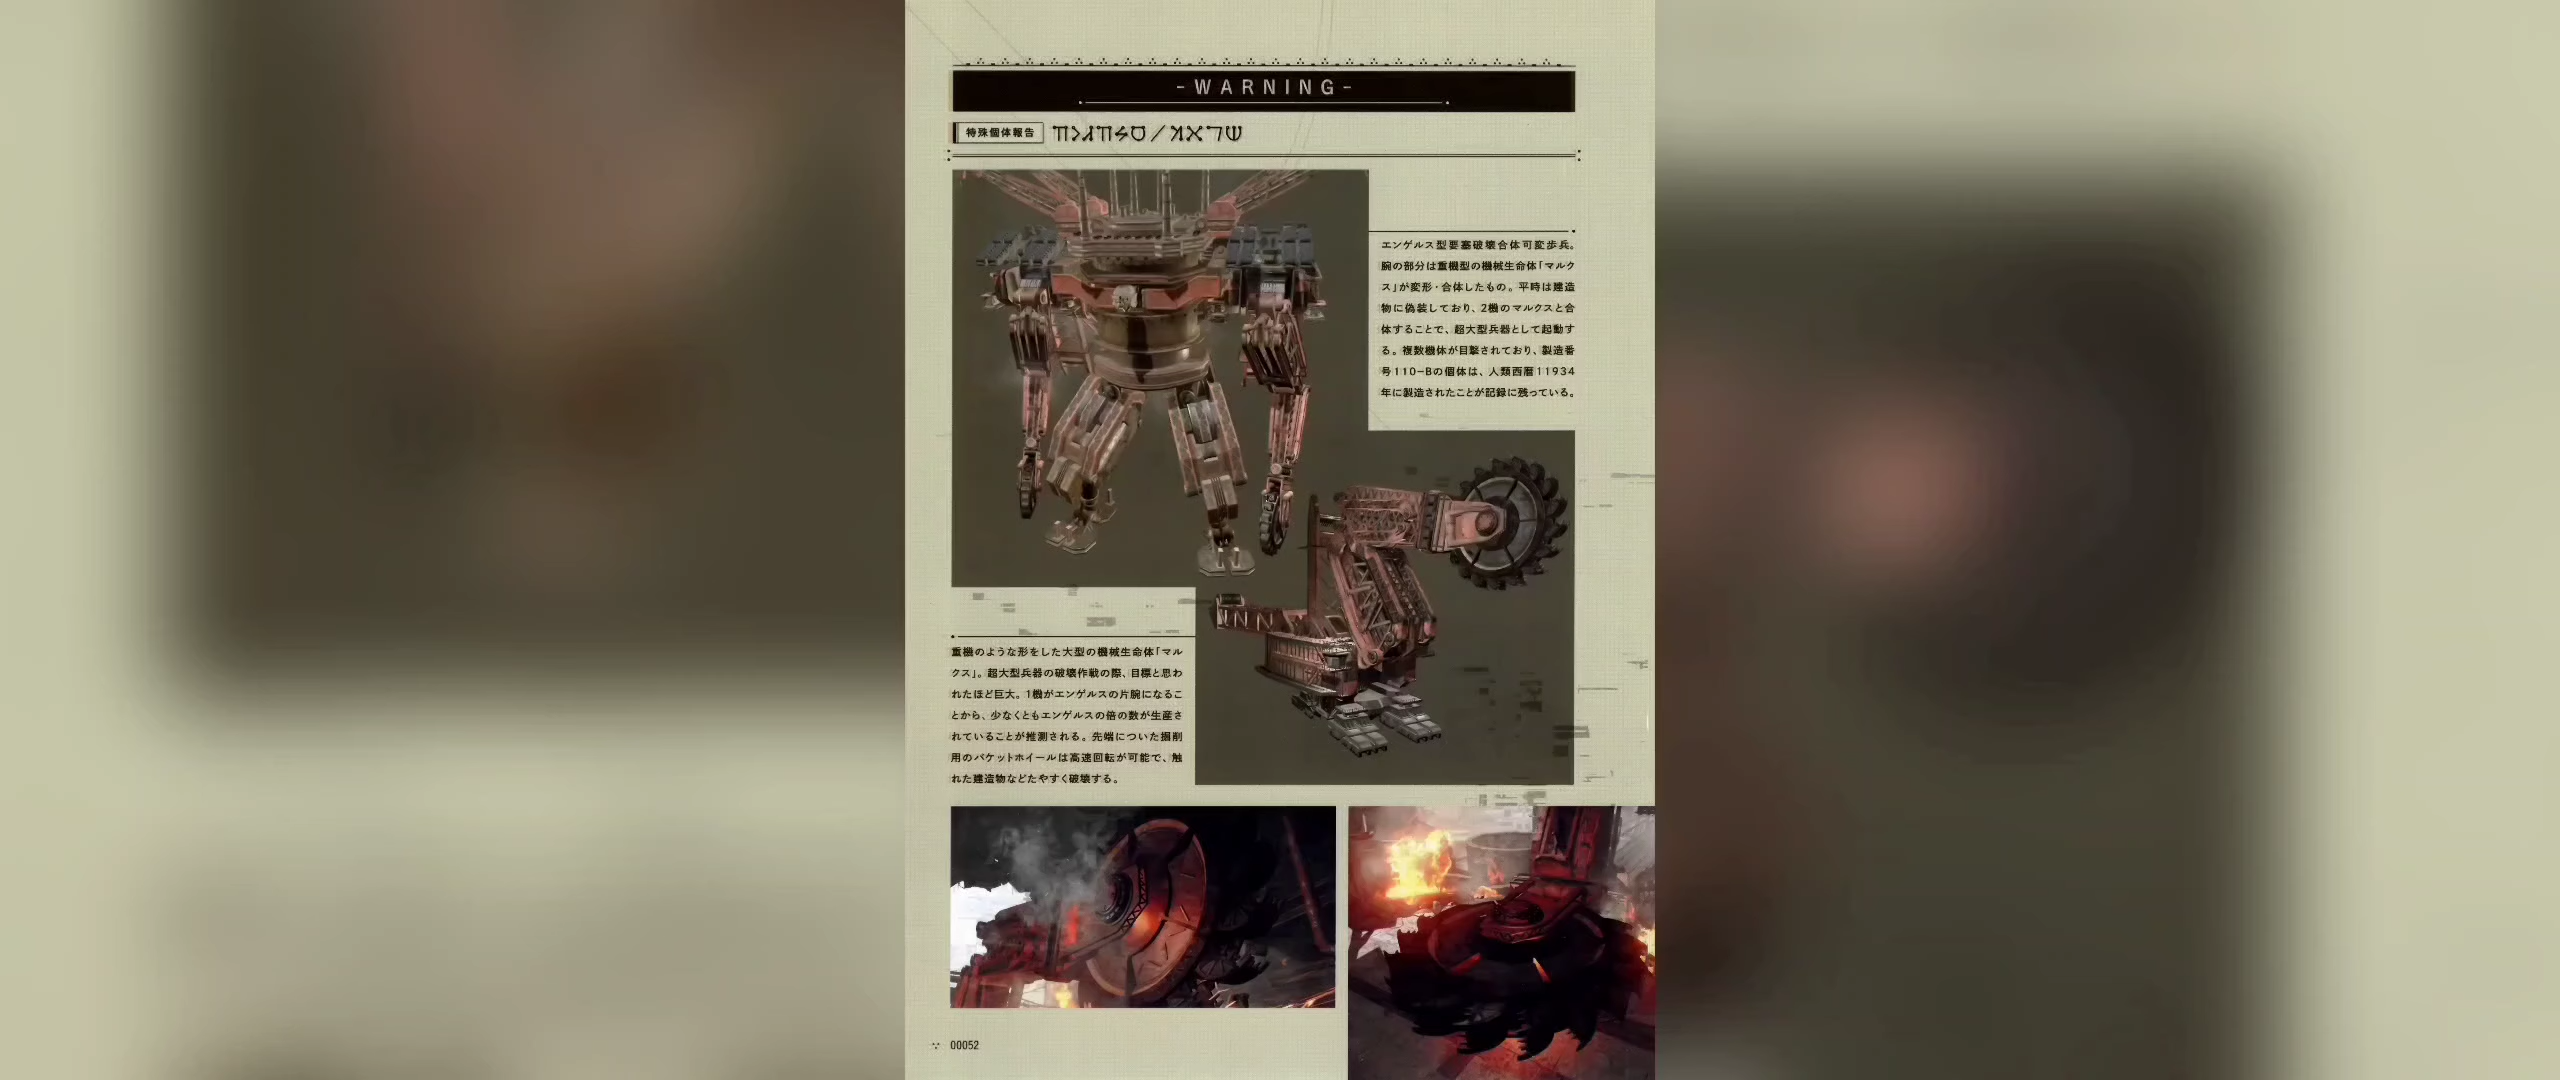 -WARNING-
特殊個体報告
エンゲルス型要塞破壊合体可変歩兵。
腕の部分は重機型の機械生命体「マルク
ス」が変形・合体したもの。平時は建造
物に偽装しており、2機のマルクスと合
体することで、超大型兵器として起動す
る。複数機体が目撃されており、製造番
号110-Bの個体は、人類西暦11934
年に製造されたことが記録に残っている。
重機のような形をした大型の機械生命体「マル
クス」。超大型兵器の破壊作戦の際、目標と思わ
れたほど巨大。1機がエンゲルスの片腕になるこ
とから、少なくともエンゲルスの倍の数が生産さ
れていることが推測される。先端についた掘削
用のバケットホイールは高速回転が可能で、触
れた建造物などたやすく破壊する。
00052